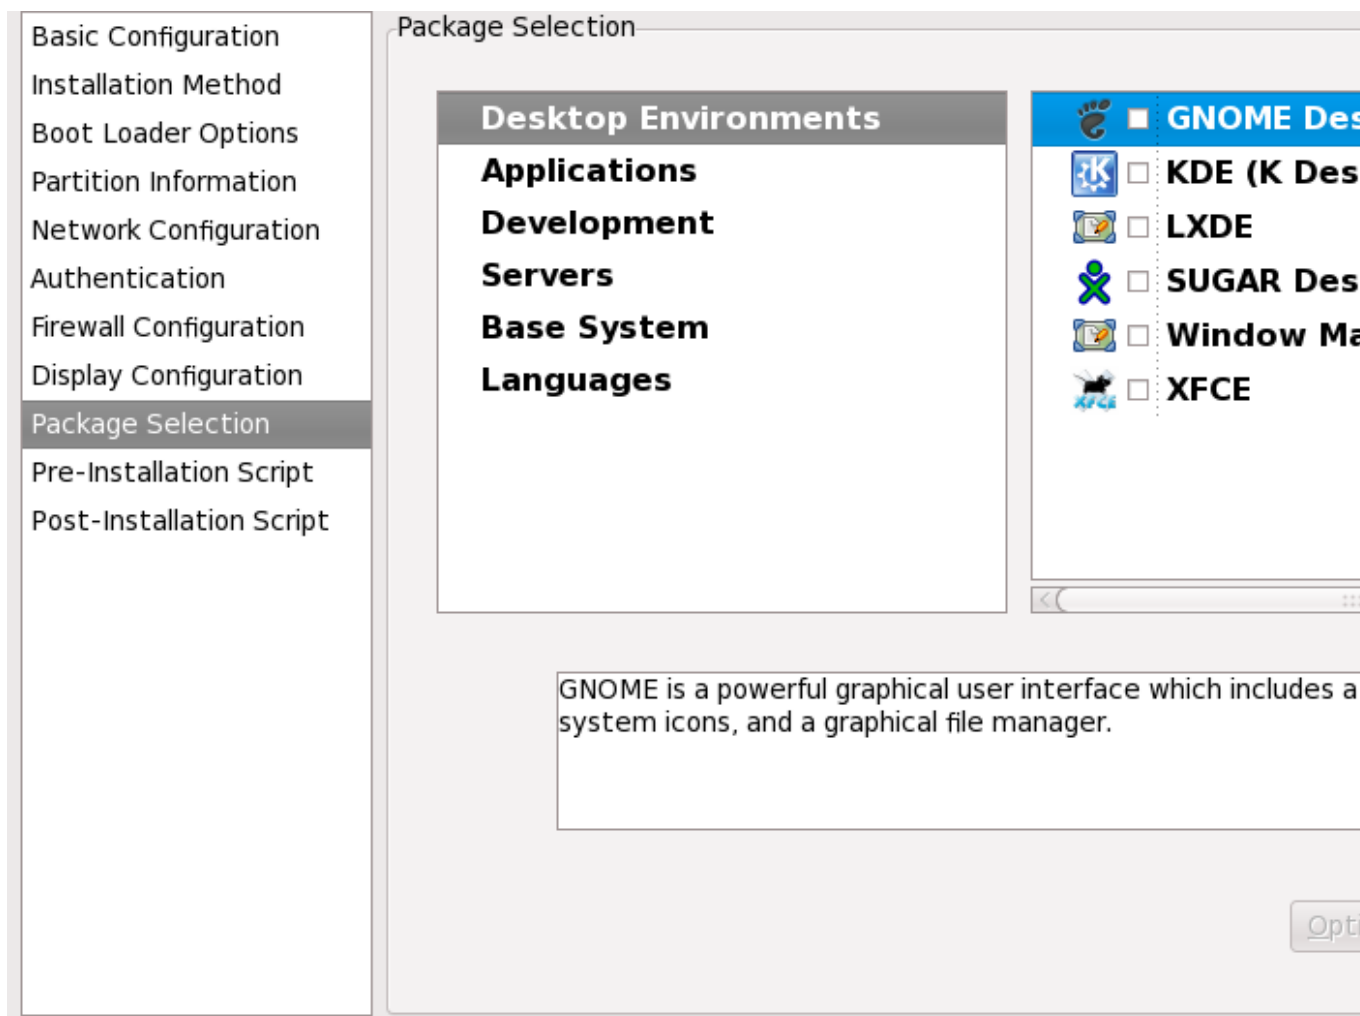 Basic Configuration
Installation Method
Boot Loader Options
Partition Information
Network Configuration
Authentication
Firewall Configuration
Display Configuration
Package Selection
Pre-Installation Script
Post-Installation Script
Package Selection
Desktop Environments
Applications
Development
Servers
Base System
Languages
GNOME Des
KDE (K Des
LXDE
SUGAR Des
Window Ma
XFCE
GNOME is a powerful graphical user interface which includes a
system icons, and a graphical file manager.
Opti